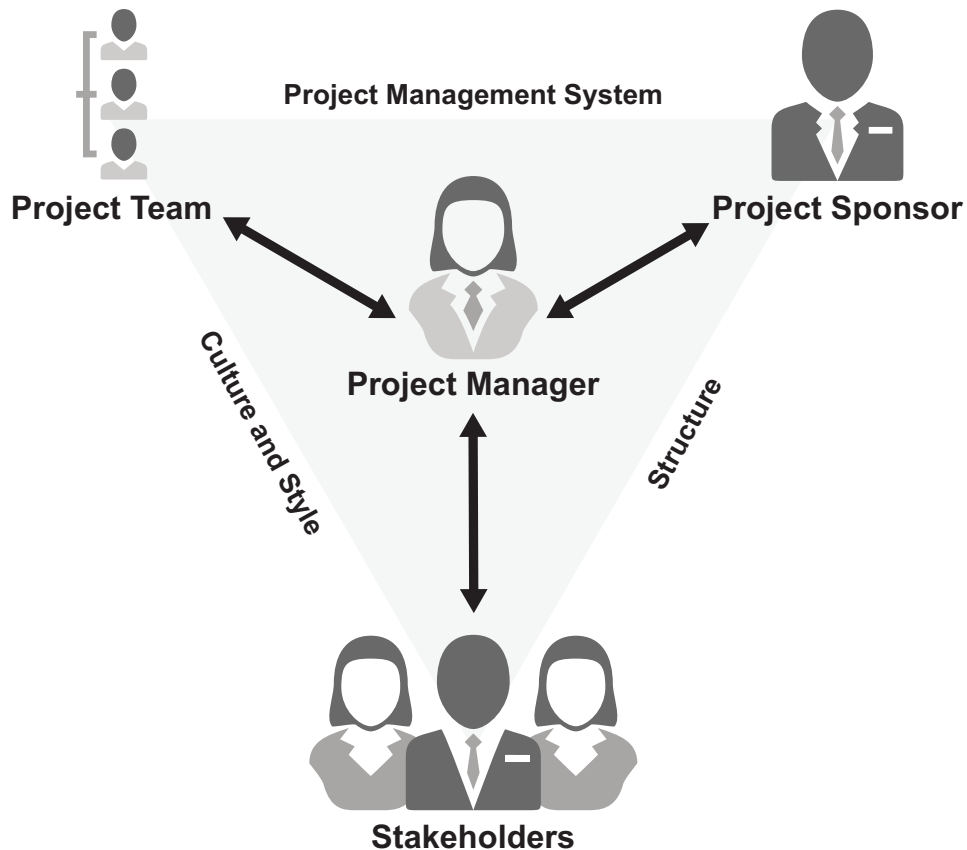 Project Management System
Project Team
Project Sponsor
Project Manager
Culture and Style
Structure
Stakeholders